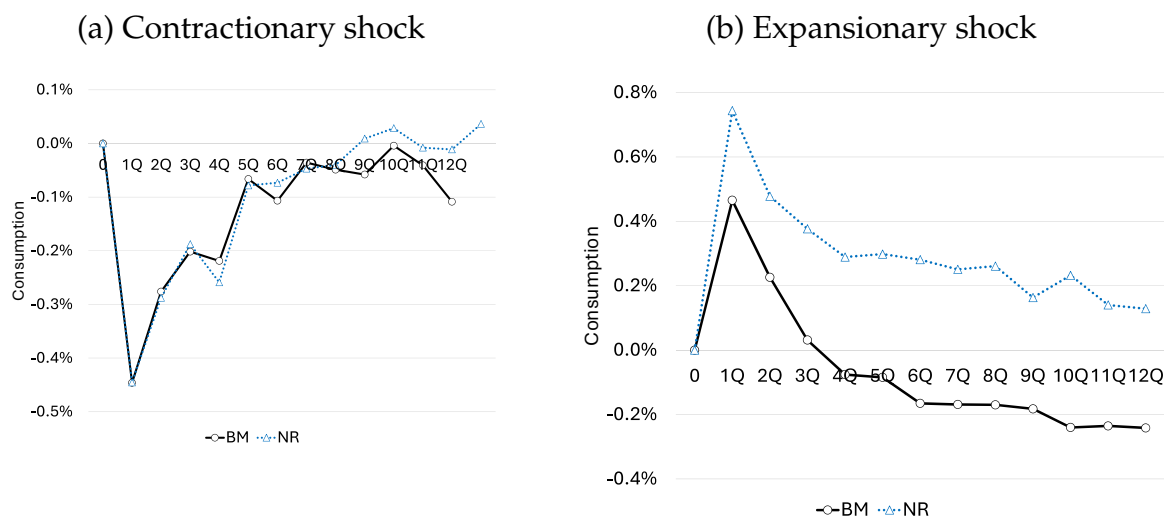 (a) Contractionary shock
0.1%
0.0%
-0.1%
-0.2%
-0.3%
-0.4%
-0.5%
Consumption
0 1Q 2Q 3Q 4Q 5Q 6Q 7Q 8Q 9Q 10Q 11Q 12Q
BM NR
(b) Expansionary shock
0.8%
0.6%
0.4%
0.2%
0.0%
-0.2%
-0.4%
Consumption
0 1Q 2Q 3Q 4Q 5Q 6Q 7Q 8Q 9Q 10Q 11Q 12Q
BM NR